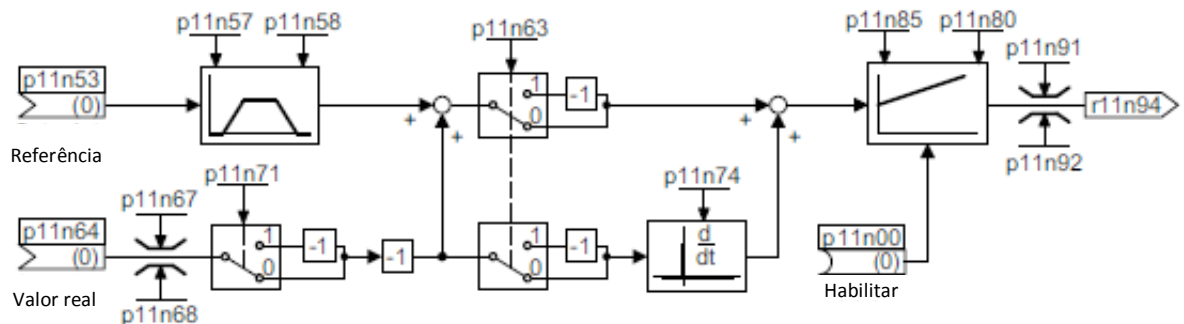 p11n57 p11n58
p11n63
p11n85 p11n80
p11n91
p11n53
(0)
1
-1
0
+
+
+
+
r11n94
Referência
p11n92
p11n71
p11n67
p11n74
p11n64
(0)
1
-1
0
-1
1
-1
0
d
dt
p11n00
(0)
Valor real
p11n68
Habilitar